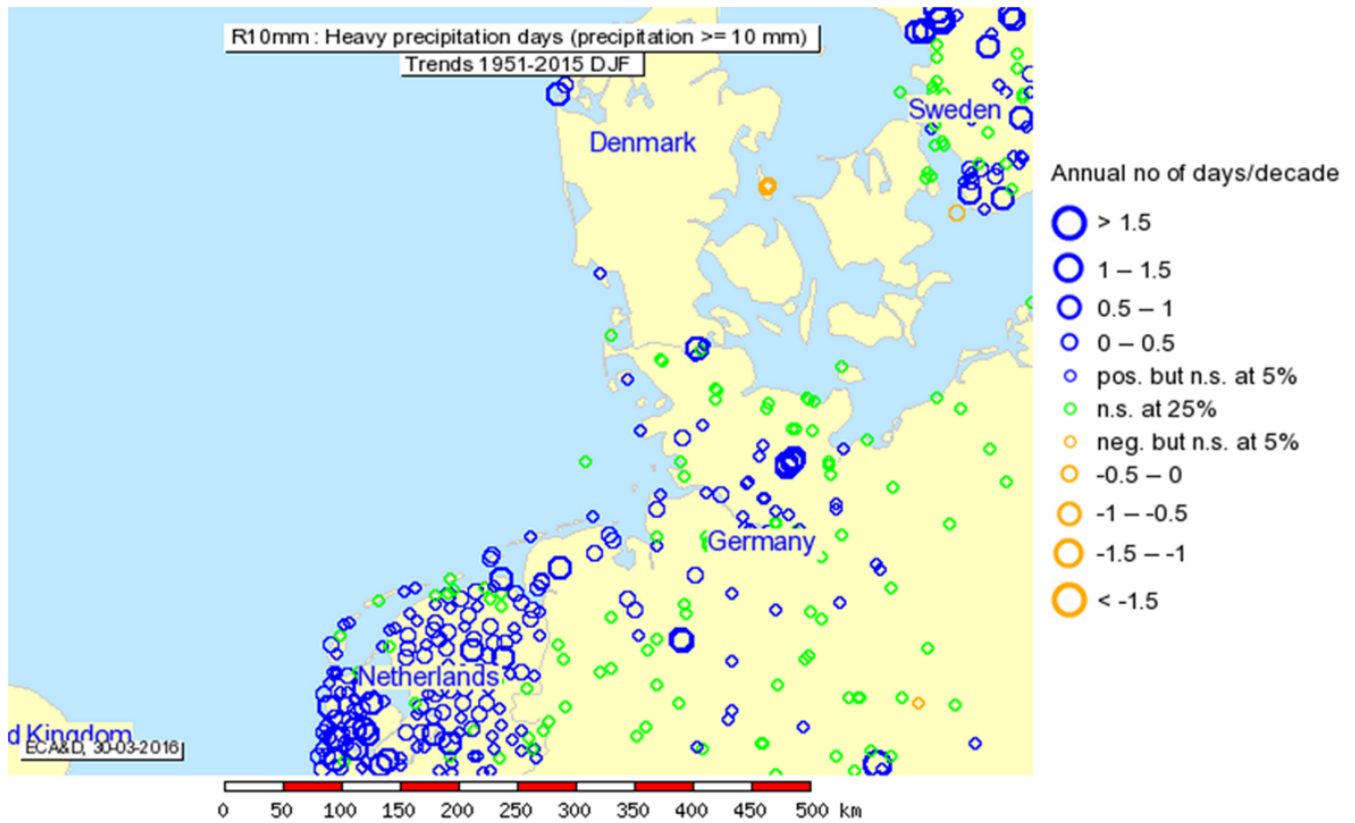 R10mm : Heavy precipitation days (precipitation >= 10 mm)
Trends 1951-2015 DJF
Sweden
Denmark
Annual no of days/decade
> 1.5
1 – 1.5
0.5 – 1
0 – 0.5
pos. but n.s. at 5%
n.s. at 25%
neg. but n.s. at 5%
-0.5 – 0
-1 – -0.5
-1.5 – -1
< -1.5
Germany
Netherlands
d Kingdom
ECA&D, 30-03-2016
0 50 100 150 200 250 300 350 400 450 500 km